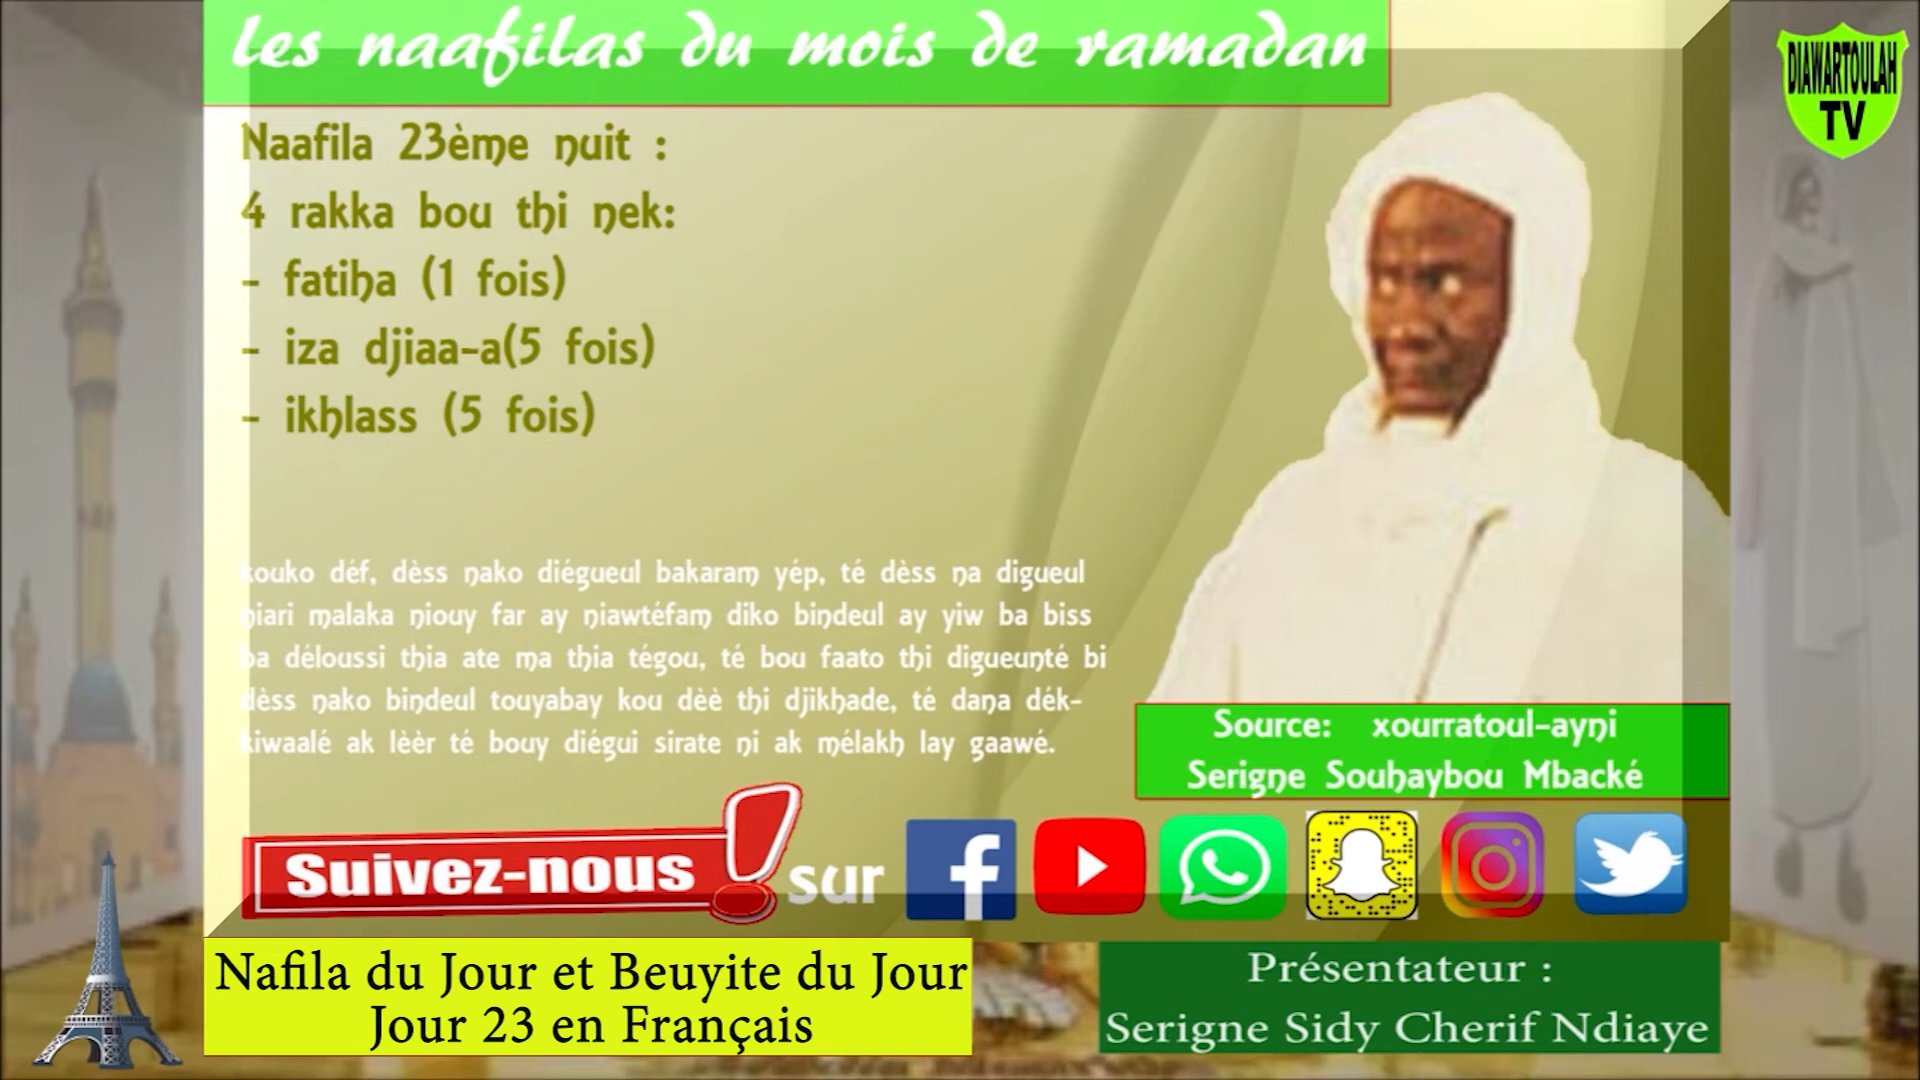 les naafilas du mois de ramadan
DIAWARTOULAH
TV
Naafila 23ème nuit :
4 rakka bou thi nek:
- fatiha (1 fois)
- iza djiaa-a(5 fois)
- ikhlass (5 fois)
kouko déf, dèss nako diégueul bakaram yép, té dèss na digueul
niari malaka niouy far ay niawtéfam diko bindeul ay yiw ba biss
ba déloussi thia ate ma thia tégou, té bou faato thi digueunté bi
dèss nako bindeul touyabay kou dèè thi djikhade, té dana dék-
kiwaalé ak lèèr té bouy diégui sirate ni ak mélakh lay gaawé.
Source: xourratoul-ayni
Serigne Souhaybou Mbacké
Suivez-nous ! sur
Nafila du Jour et Beuyite du Jour
Jour 23 en Français
Présentateur :
Serigne Sidy Cherif Ndiaye